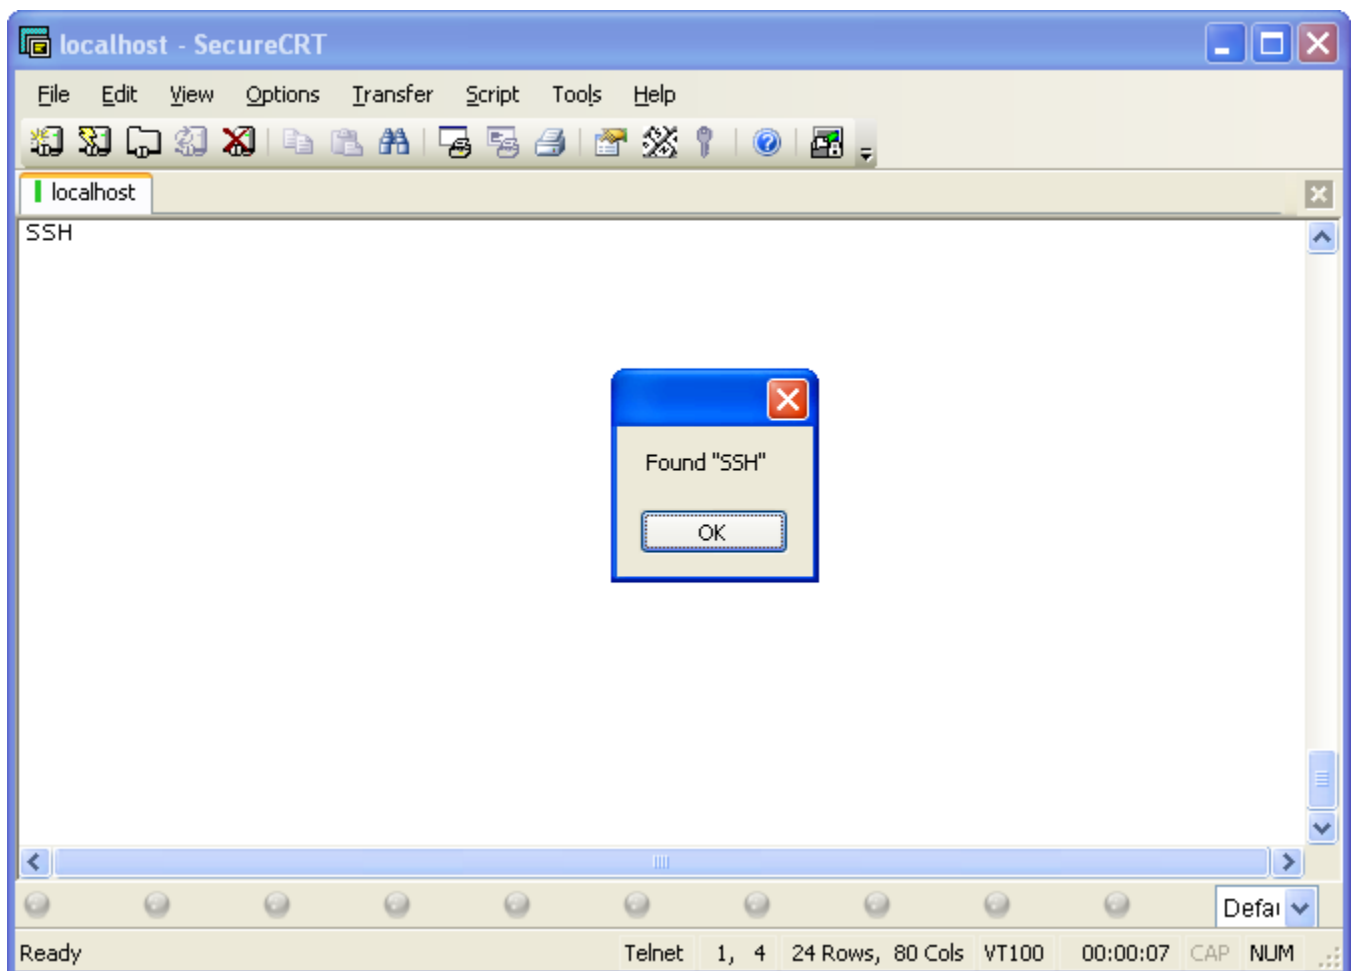 localhost - SecureCRT
File Edit View Options Transfer Script Tools Help
localhost
SSH
Found "SSH"
OK
Defau
Ready Telnet 1, 4 24 Rows, 80 Cols VT100 00:00:07 CAP NUM